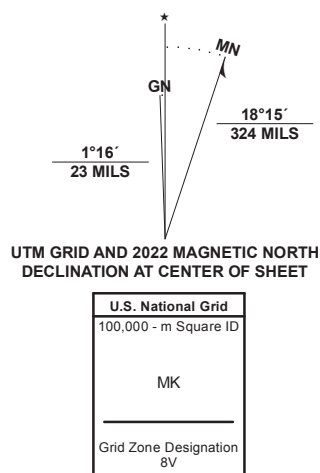 ★
MN
GN
18°15´
324 MILS
1°16´
23 MILS
UTM GRID AND 2022 MAGNETIC NORTH
DECLINATION AT CENTER OF SHEET
U.S. National Grid
100,000 - m Square ID
MK
Grid Zone Designation
8V